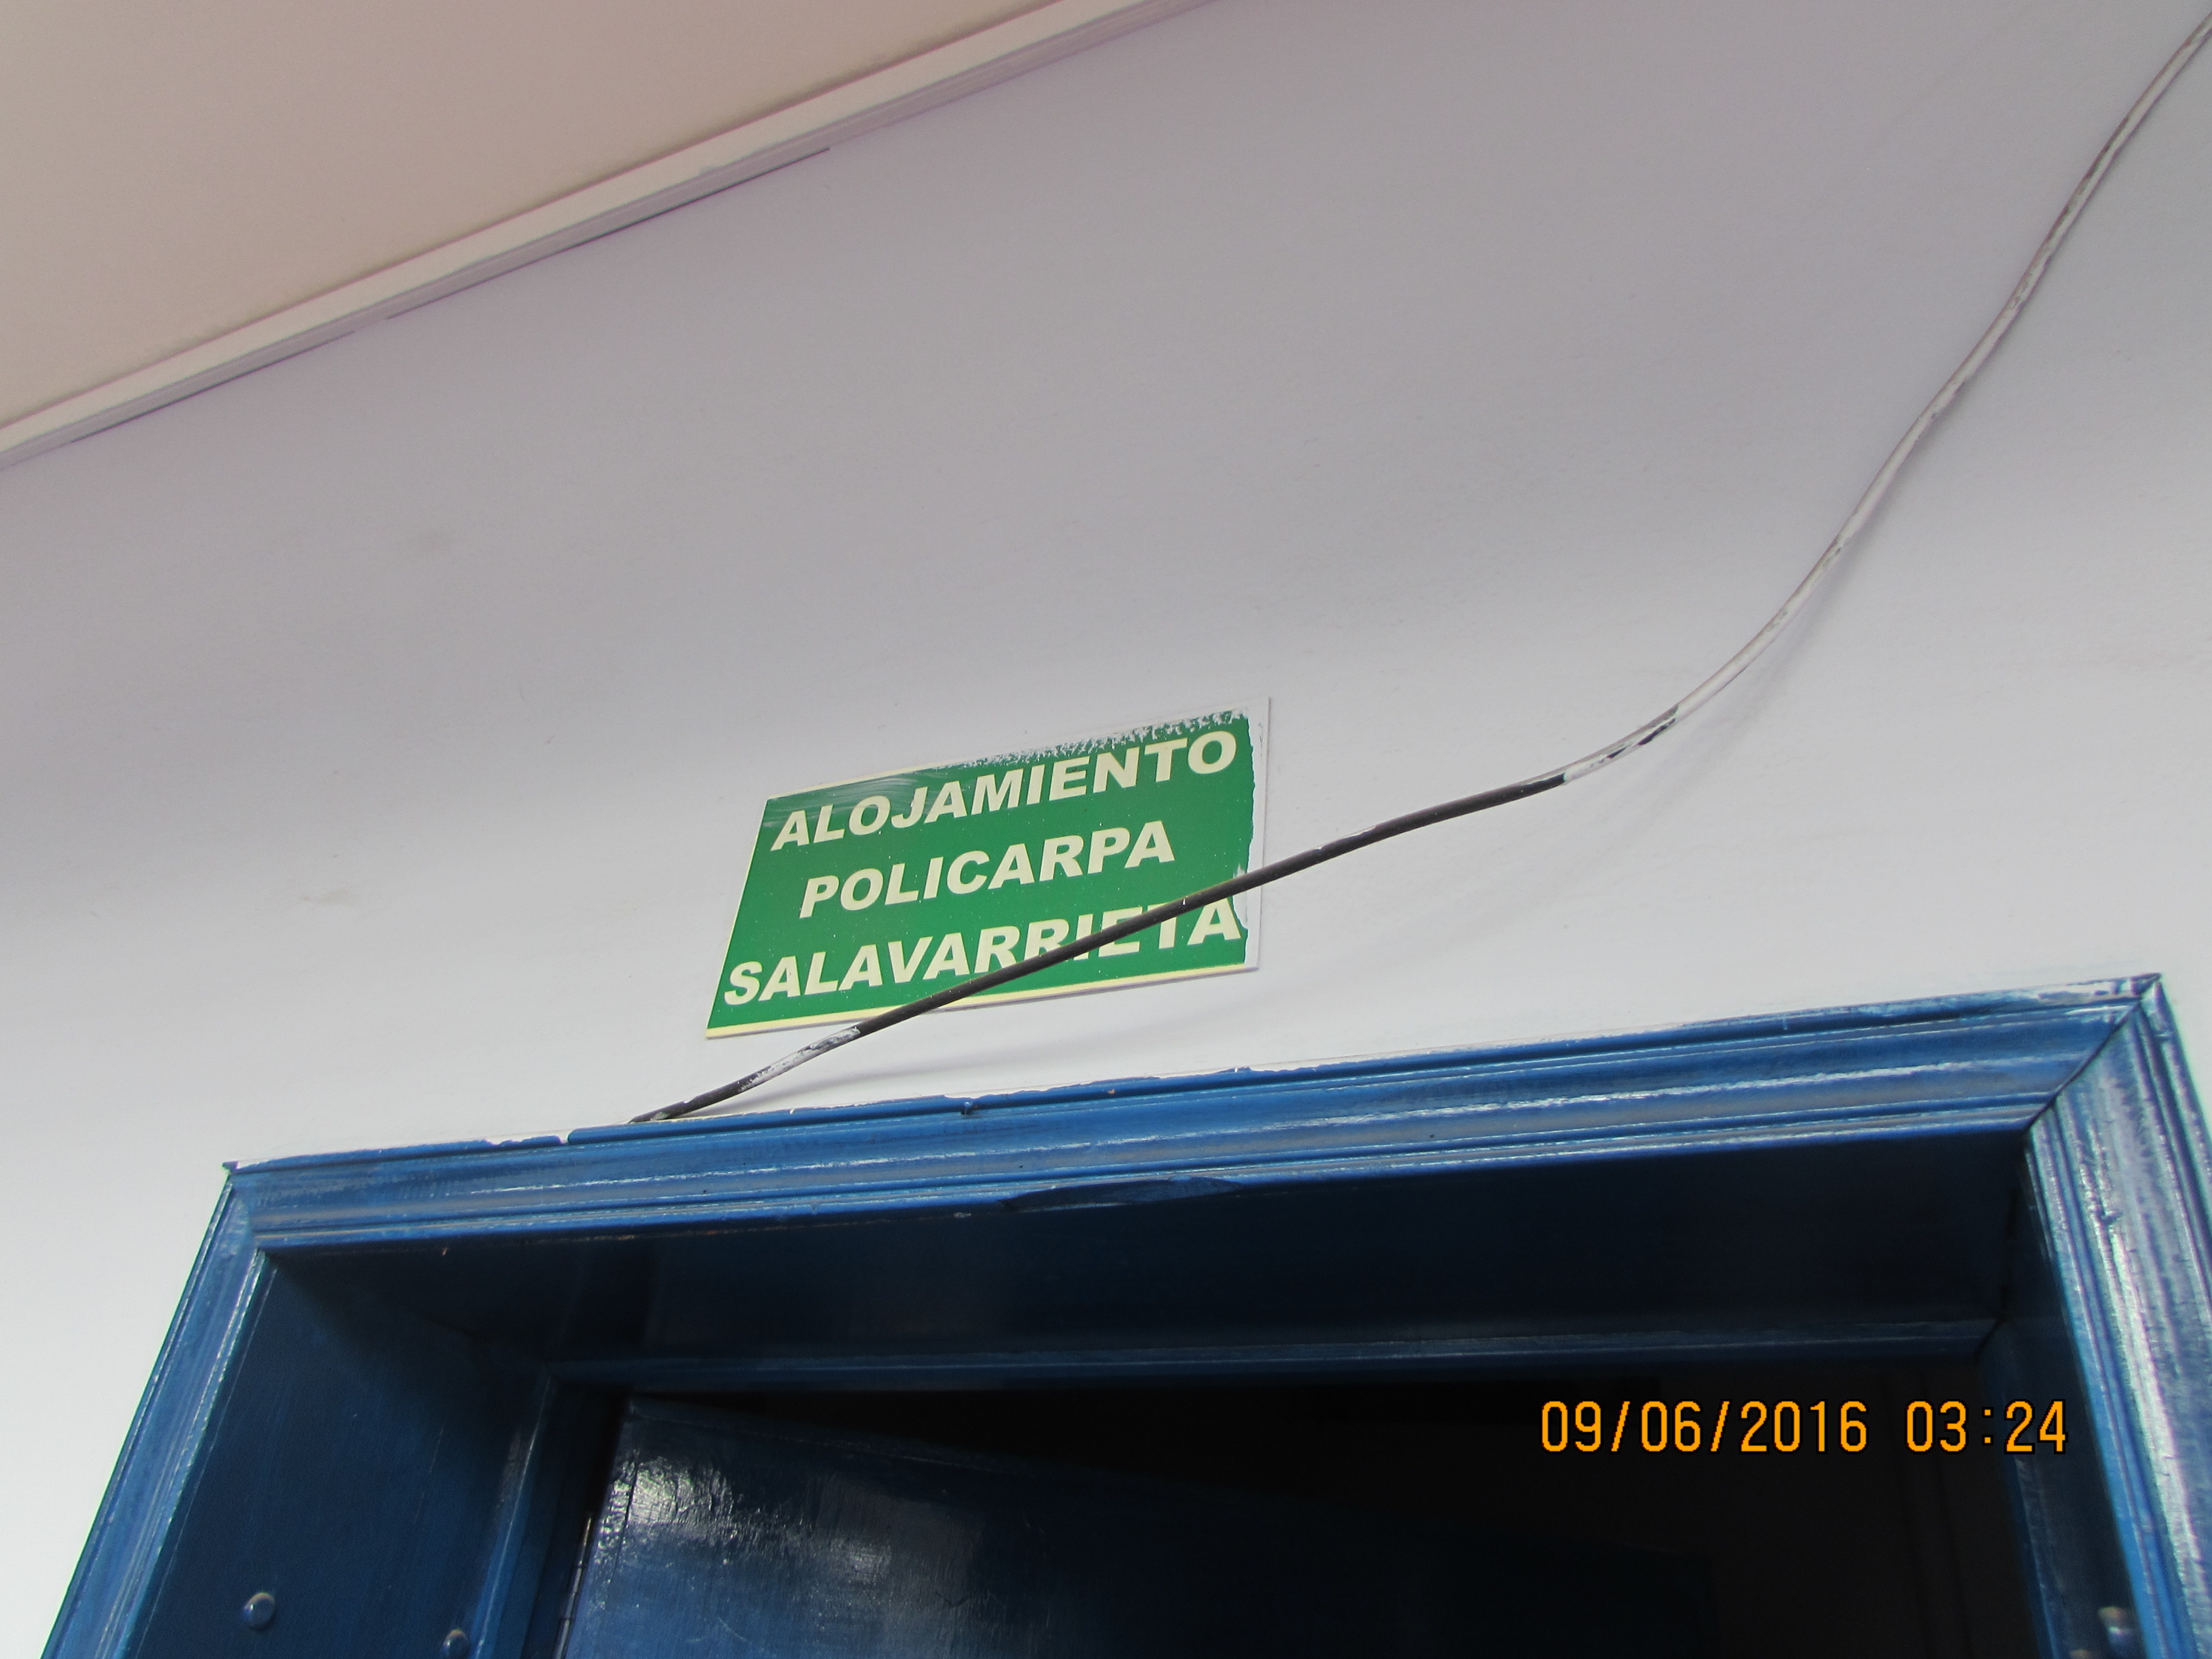 ALOJAMIENTO
POLICARPA
SALAVARRIETA
09/06/2016 03:24